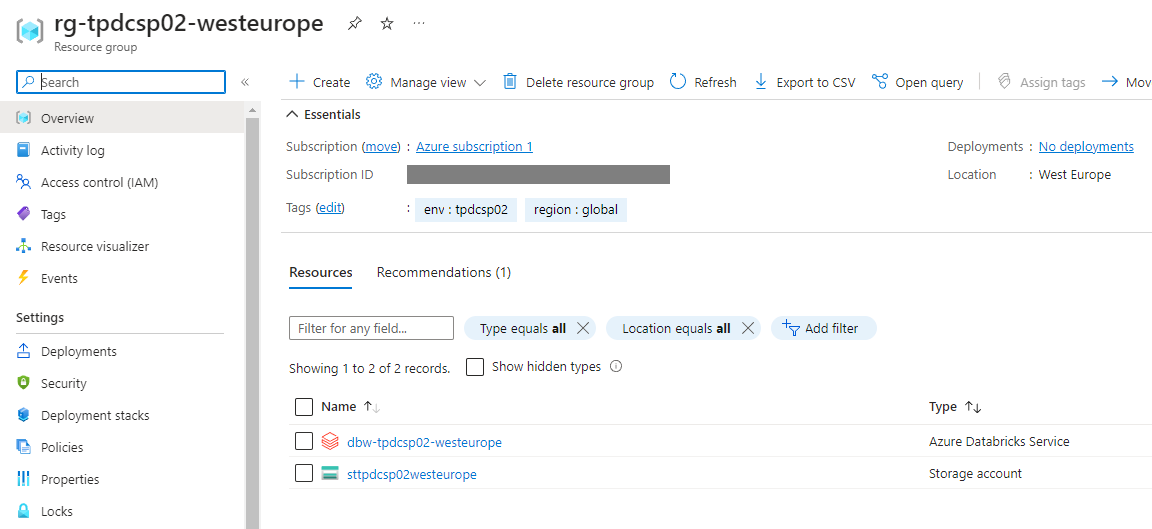 rg-tpdcsp02-westeurope
Resource group
Search
«
Create
Manage view
Delete resource group
Refresh
Export to CSV
Open query
Assign tags
Mov
Overview
Activity log
Access control (IAM)
Tags
Resource visualizer
Events
Settings
Deployments
Security
Deployment stacks
Policies
Properties
Locks
Essentials
Subscription (move) : Azure subscription 1
Subscription ID
Tags (edit) : env : tpdcsp02 region : global
Deployments : No deployments
Location : West Europe
Resources Recommendations (1)
Filter for any field... Type equals all Location equals all Add filter
Showing 1 to 2 of 2 records. Show hidden types
Name Type
dbw-tpdcsp02-westeurope Azure Databricks Service
sttpdcsp02westeurope Storage account